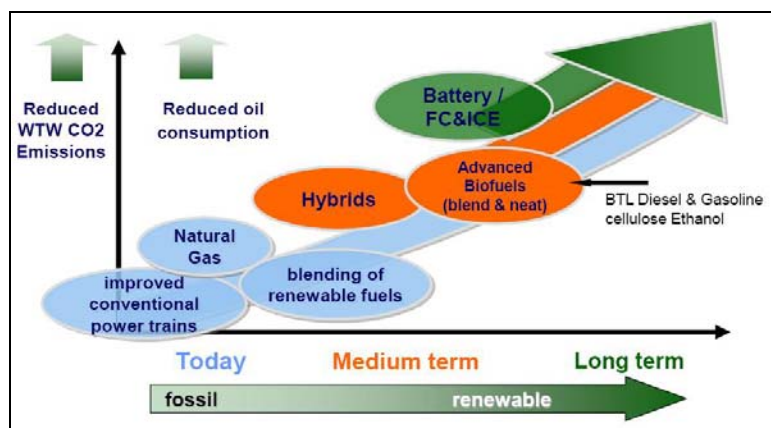 Reduced
WTW CO2
Emissions
Reduced oil
consumption
Battery /
FC&ICE
Advanced
Biofuels
(blend & neat)
BTL Diesel & Gasoline
cellulose Ethanol
Hybrids
Natural
Gas
blending of
renewable fuels
improved
conventional
power trains
Today
Medium term
Long term
fossil
renewable